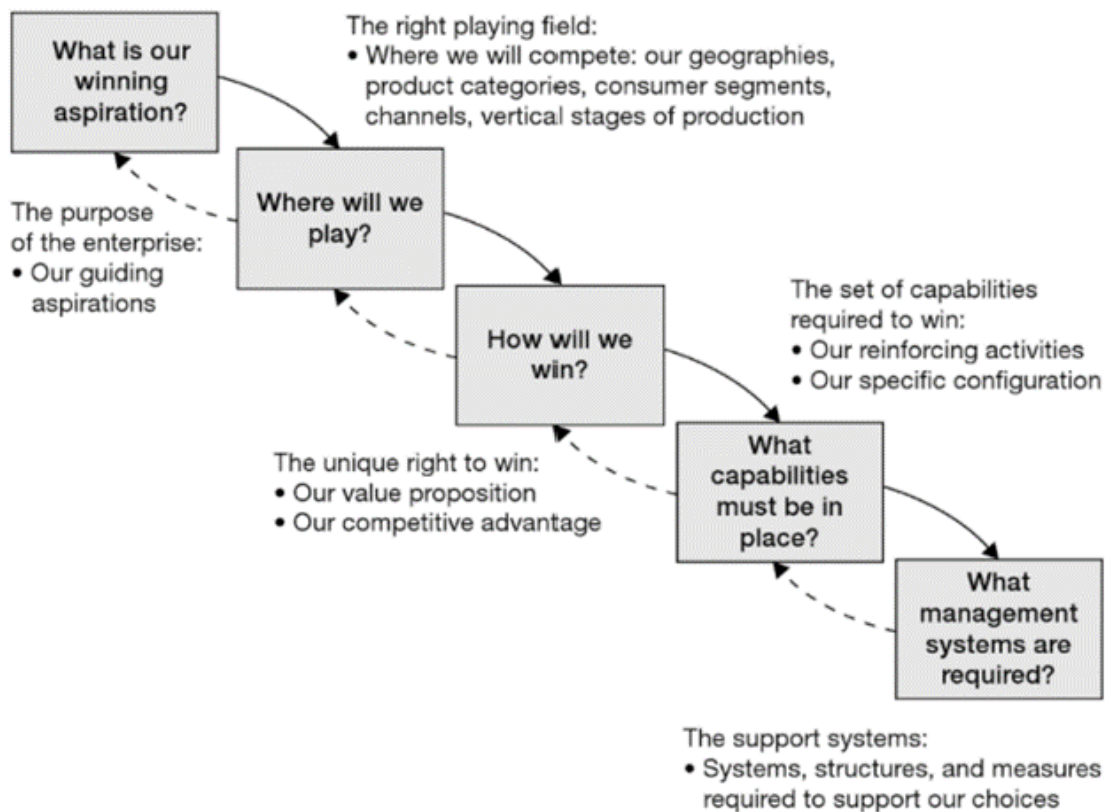 What is our
winning
aspiration?
The right playing field:
• Where we will compete: our geographies,
product categories, consumer segments,
channels, vertical stages of production
The purpose
of the enterprise:
• Our guiding
aspirations
Where will we
play?
How will we
win?
The set of capabilities
required to win:
• Our reinforcing activities
• Our specific configuration
The unique right to win:
• Our value proposition
• Our competitive advantage
What
capabilities
must be in
place?
What
management
systems are
required?
The support systems:
• Systems, structures, and measures
required to support our choices